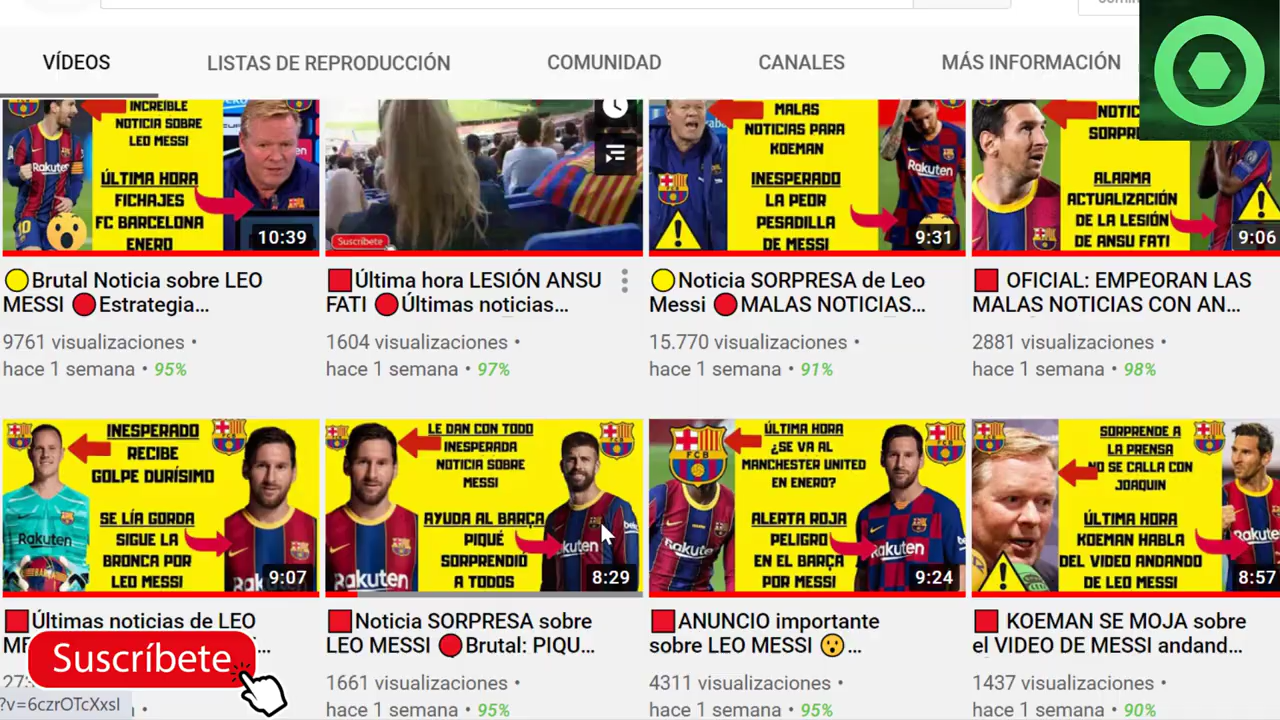 VÍDEOS
LISTAS DE REPRODUCCIÓN
COMUNIDAD
CANALES
MÁS INFORMACIÓN
INCREÍBLE
NOTICIA SOBRE
LEO MESSI
ÚLTIMA HORA
FICHAJES
FC BARCELONA
ENERO
Rakuten
10:39
Suscríbete
MALAS
NOTICIAS PARA
KOEMAN
INESPERADO
LA PEOR
PESADILLA
DE MESSI
Rakuten
9:31
ALARMA
ACTUALIZACIÓN
DE LA LESIÓN
DE ANSU FATI
9:06
Brutal Noticia sobre LEO
MESSI Estrategia...
9761 visualizaciones •
hace 1 semana • 95%
Última hora LESIÓN ANSU
FATI Últimas noticias...
1604 visualizaciones •
hace 1 semana • 97%
Noticia SORPRESA de Leo
Messi MALAS NOTICIAS...
15.770 visualizaciones •
hace 1 semana • 91%
OFICIAL: EMPEORAN LAS
MALAS NOTICIAS CON AN...
2881 visualizaciones •
hace 1 semana • 98%
INESPERADO
RECIBE
GOLPE DURÍSIMO
SE LÍA GORDA
SIGUE LA
BRONCA POR
LEO MESSI
Rakuten
9:07
LE DAN CON TODO
INESPERADA
NOTICIA SOBRE
MESSI
AYUDA AL BARÇA
PIQUÉ
SORPRENDIÓ
A TODOS
Rakuten
8:29
FCB
ÚLTIMA HORA
¿SE VA AL
MANCHESTER UNITED
EN ENERO?
ALERTA ROJA
PELIGRO
EN EL BARÇA
POR MESSI
Rakuten
9:24
SORPRENDE A
LA PRENSA
NO SE CALLA CON
JOAQUIN
ÚLTIMA HORA
KOEMAN HABLA
DEL VIDEO ANDANDO
DE LEO MESSI
8:57
Últimas noticias de LEO
Suscríbete
Noticia SORPRESA sobre
LEO MESSI Brutal: PIQU...
1661 visualizaciones •
hace 1 semana • 95%
ANUNCIO importante
sobre LEO MESSI ...
4311 visualizaciones •
hace 1 semana • 95%
KOEMAN SE MOJA sobre
el VIDEO DE MESSI andand...
1437 visualizaciones •
hace 1 semana • 90%
?v=6czrOTcXxsI